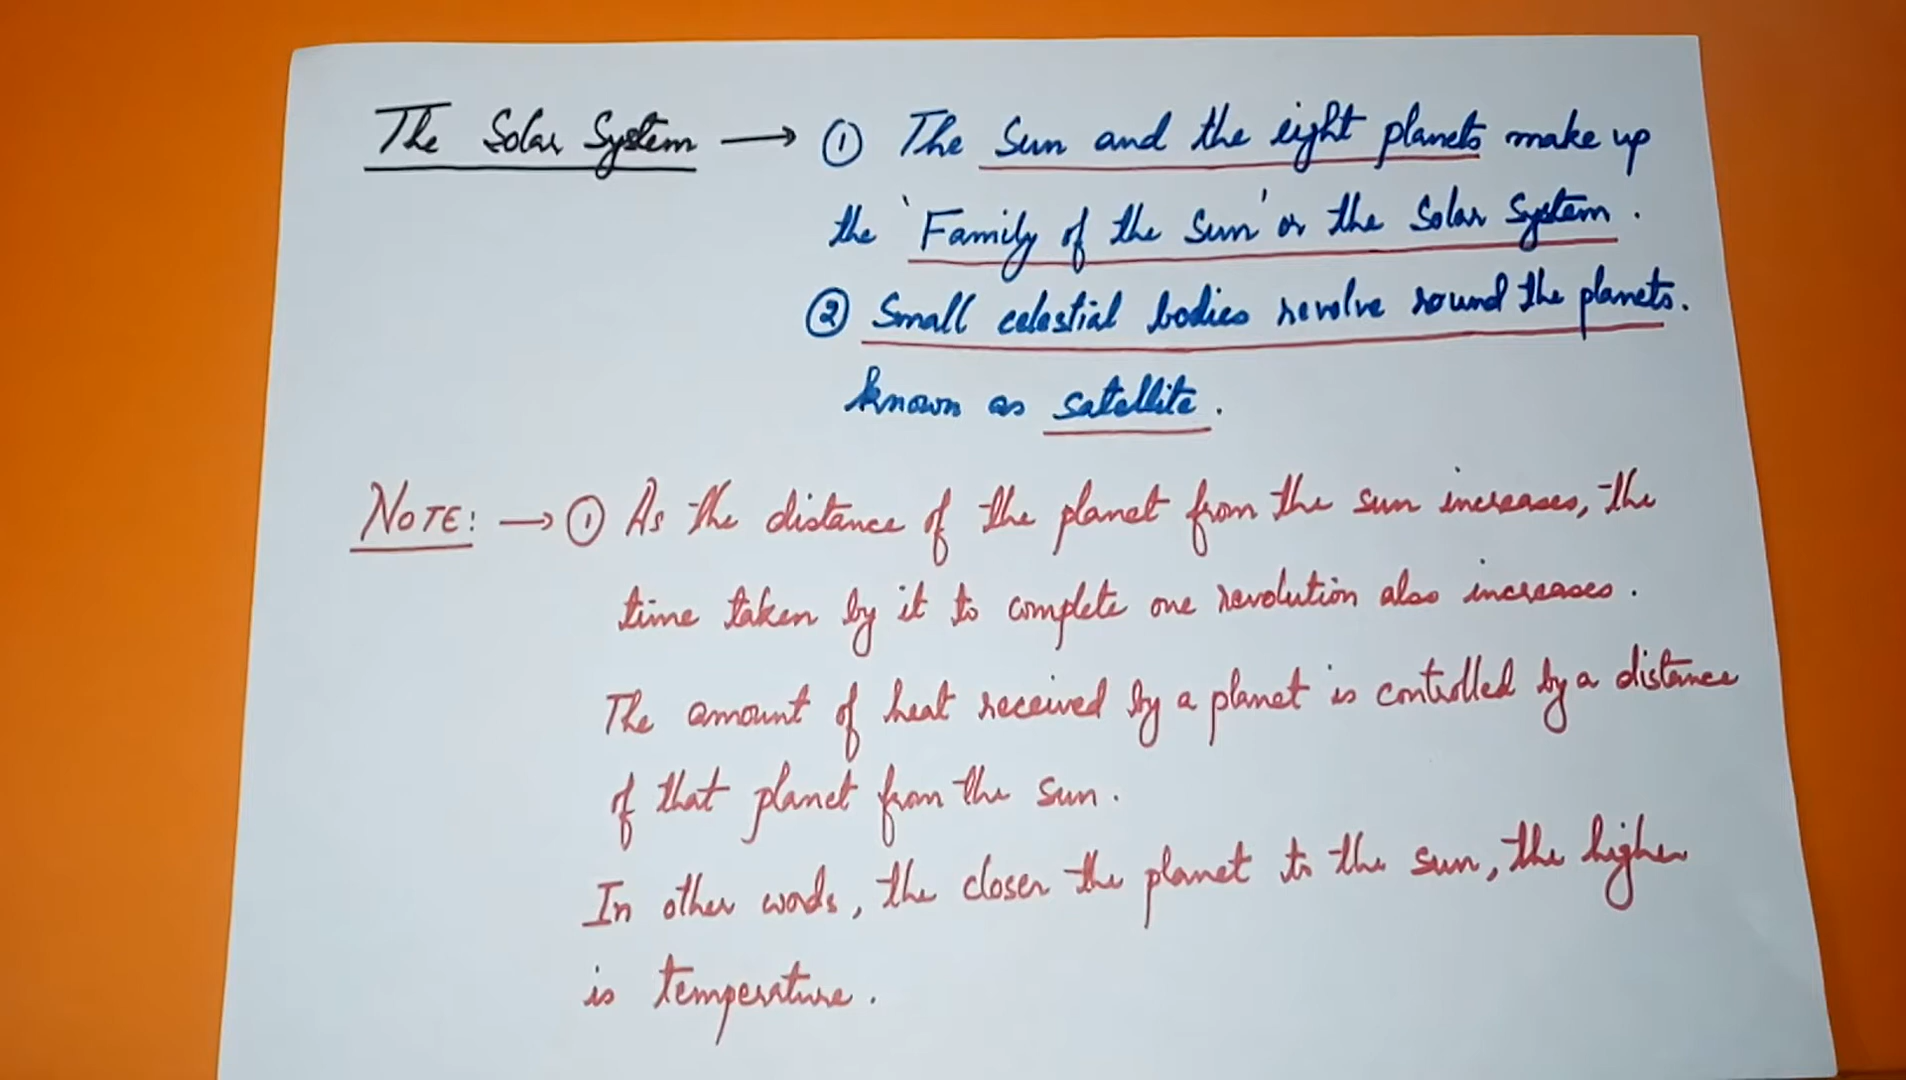 The Solar System → ① The Sun and the eight planets make up
the 'Family of the Sun' or the Solar System.
② Small celestial bodies revolve round the planets.
known as satellite.
NOTE: → ① As the distance of the planet from the sun increases, the
time taken by it to complete one revolution also increases.
The amount of heat received by a planet is controlled by a distance
of that planet from the sun.
In other words, the closer the planet to the sun, the higher
is temperature.